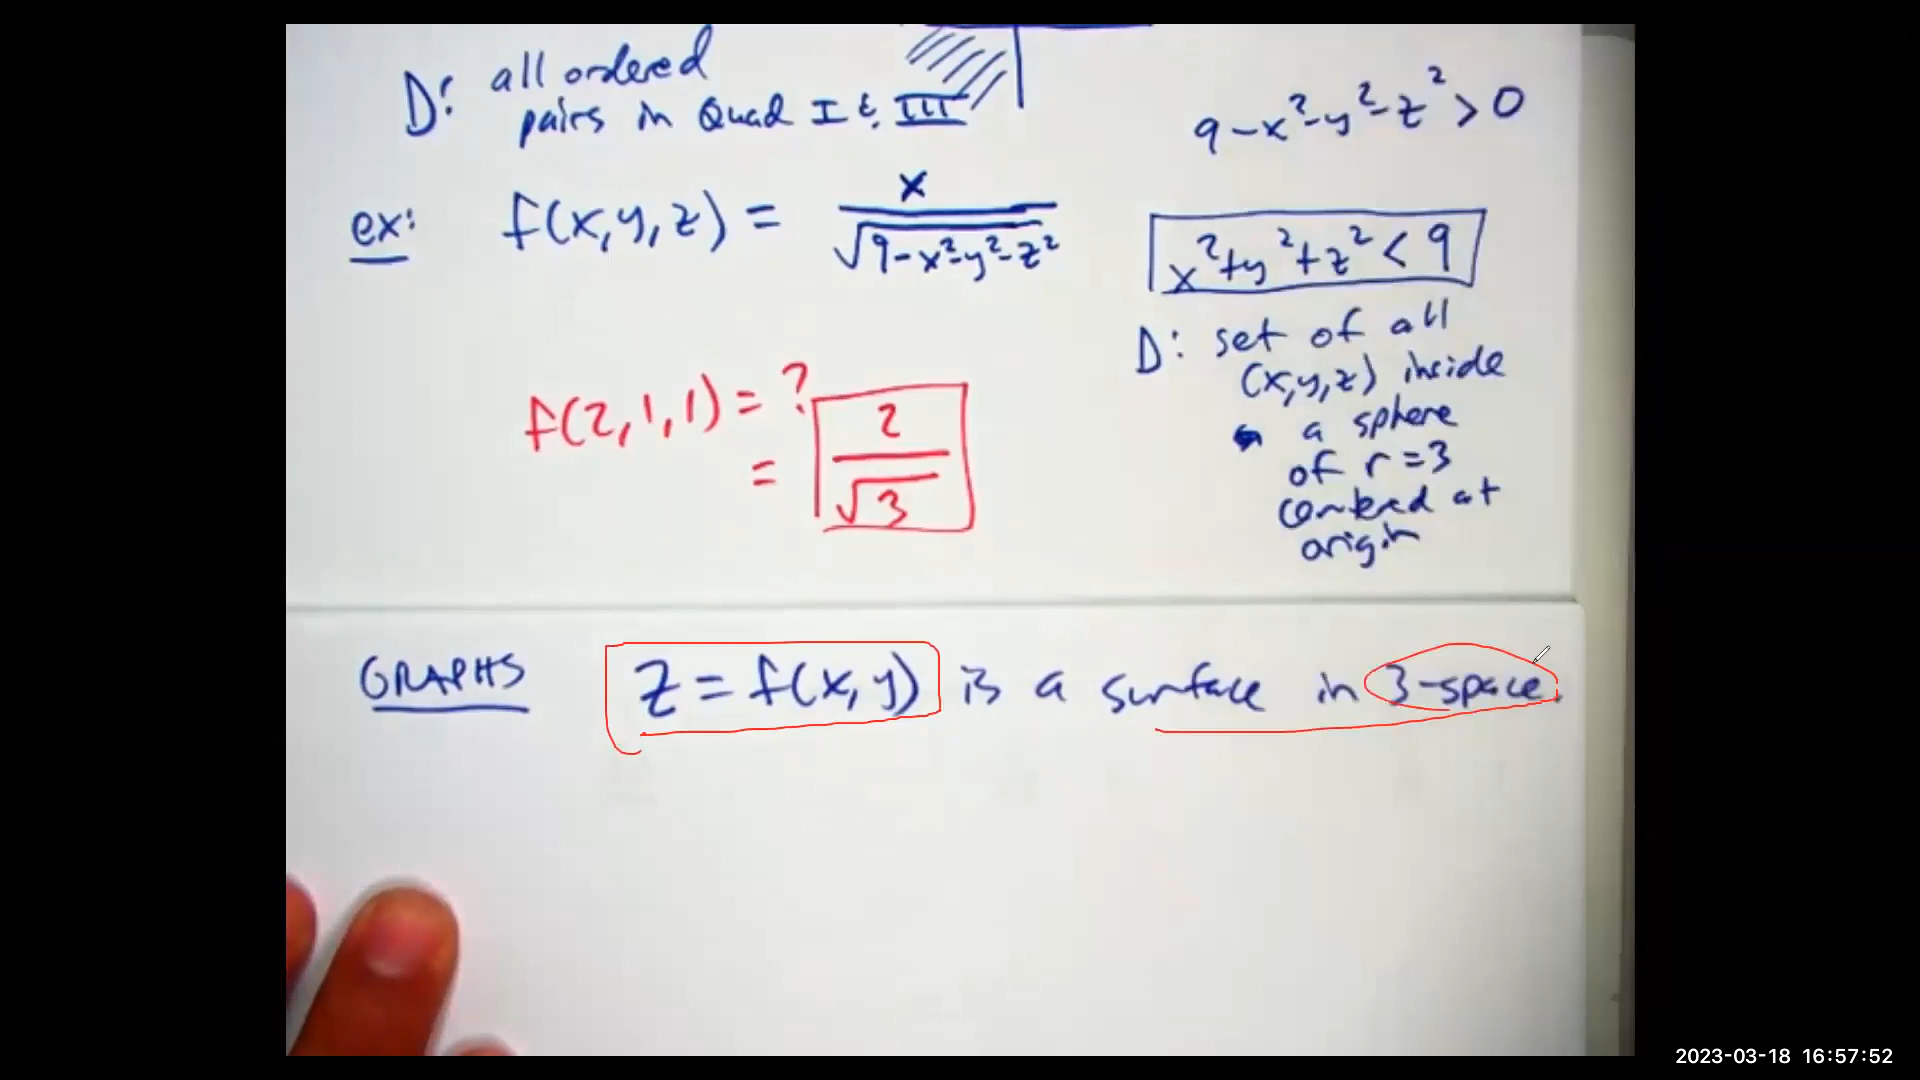 D: all ordered
pairs in Quad I & III
9-x²-y²-z² > 0
ex: f(x,y,z) = x / √9-x²-y²-z²
x²+y²+z² < 9
D: set of all
(x,y,z) inside
a sphere
of r=3
centered at
origin
f(2,1,1) = ?
= 2 / √3
GRAPHS z = f(x,y) is a surface in 3-space.
2023-03-18 16:57:52